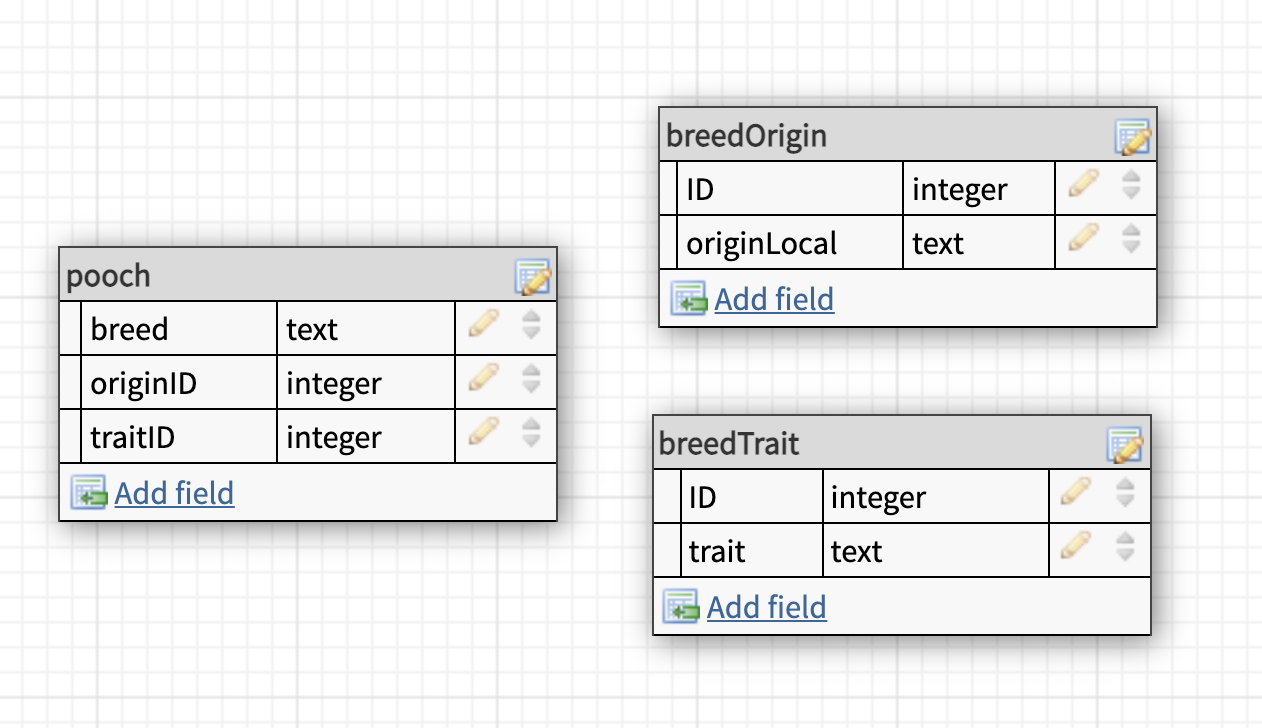 pooch
breed text
originID integer
traitID integer
Add field
breedOrigin
ID integer
originLocal text
Add field
breedTrait
ID integer
trait text
Add field